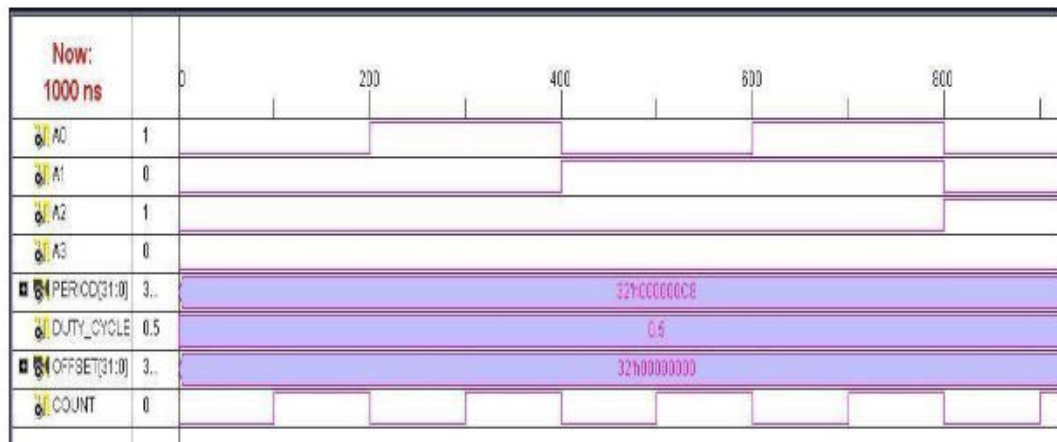 Now:
1000 ns
0 200 400 600 800
A0 1
A1 0
A2 1
A3 0
PERIOD[31:0] 3.. 32'h000000C8
DUTY_CYCLE 0.5 0.5
OFFSET[31:0] 3.. 32'h00000000
COUNT 0